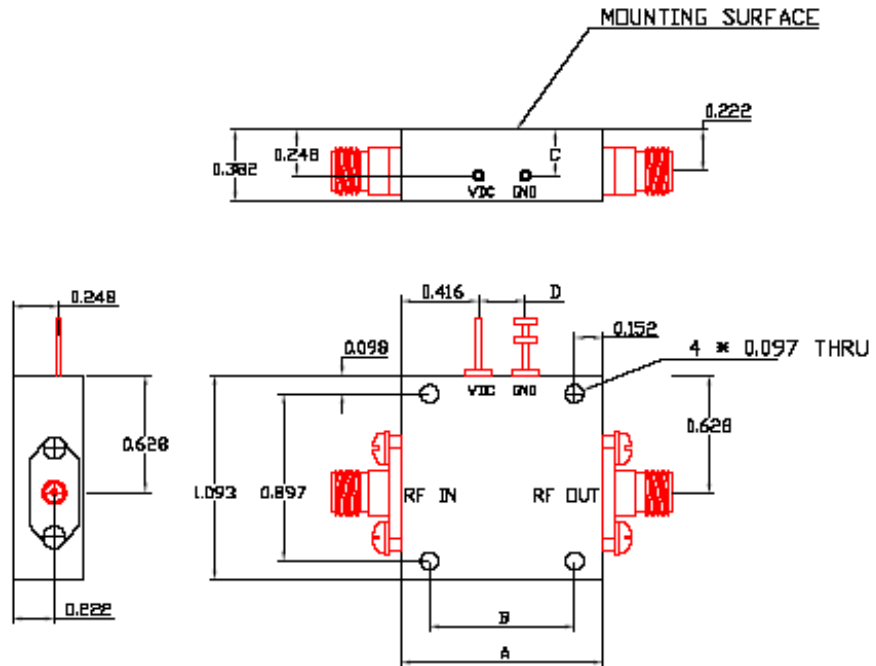 MOUNTING SURFACE
0.222
0.248
C
0.382
VDC GND
0.248
0.416
D
0.152
0.098
4 * 0.097 THRU
VDC GND
0.628
0.628
1.093
0.897
RF IN
RF OUT
0.222
B
A